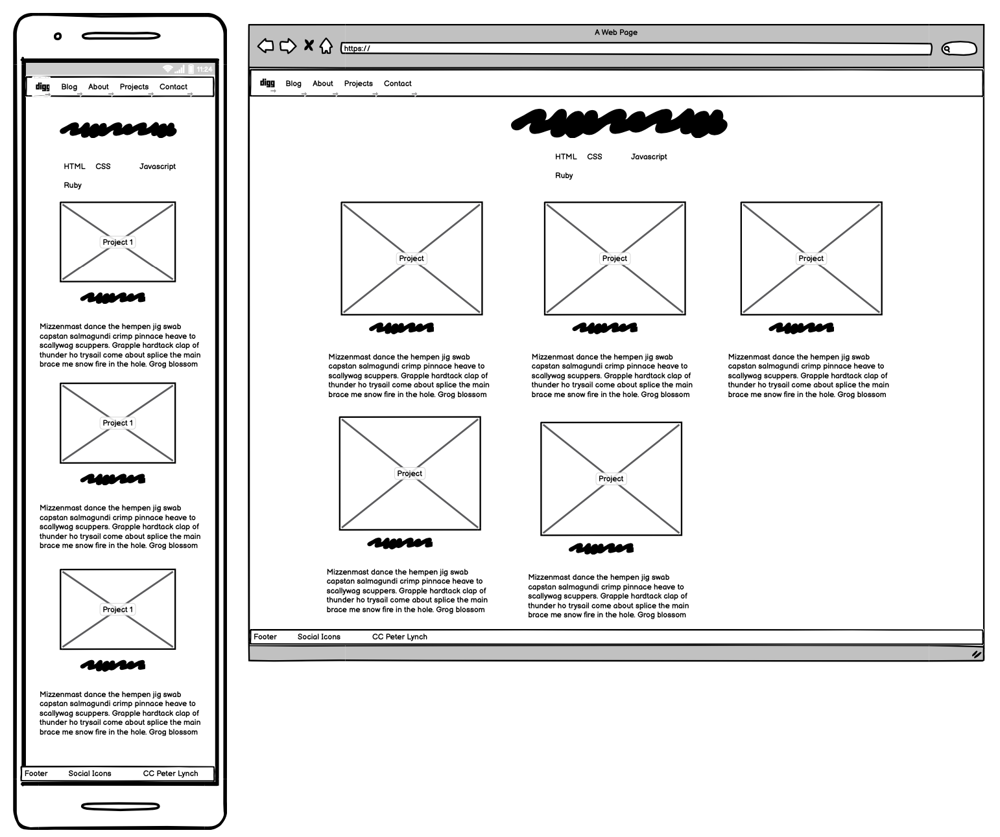 11:24
digg Blog About Projects Contact
HTML CSS Javascript
Ruby
Project 1
Mizzenmast dance the hempen jig swab
capstan salmagundi crimp pinnace heave to
scallywag scuppers. Grapple hardtack clap of
thunder ho trysail come about splice the main
brace me snow fire in the hole. Grog blossom
Project 1
Mizzenmast dance the hempen jig swab
capstan salmagundi crimp pinnace heave to
scallywag scuppers. Grapple hardtack clap of
thunder ho trysail come about splice the main
brace me snow fire in the hole. Grog blossom
Project 1
Mizzenmast dance the hempen jig swab
capstan salmagundi crimp pinnace heave to
scallywag scuppers. Grapple hardtack clap of
thunder ho trysail come about splice the main
brace me snow fire in the hole. Grog blossom
Footer Social Icons CC Peter Lynch
A Web Page
https://
digg Blog About Projects Contact
HTML CSS Javascript
Ruby
Project
Mizzenmast dance the hempen jig swab
capstan salmagundi crimp pinnace heave to
scallywag scuppers. Grapple hardtack clap of
thunder ho trysail come about splice the main
brace me snow fire in the hole. Grog blossom
Project
Mizzenmast dance the hempen jig swab
capstan salmagundi crimp pinnace heave to
scallywag scuppers. Grapple hardtack clap of
thunder ho trysail come about splice the main
brace me snow fire in the hole. Grog blossom
Project
Mizzenmast dance the hempen jig swab
capstan salmagundi crimp pinnace heave to
scallywag scuppers. Grapple hardtack clap of
thunder ho trysail come about splice the main
brace me snow fire in the hole. Grog blossom
Project
Mizzenmast dance the hempen jig swab
capstan salmagundi crimp pinnace heave to
scallywag scuppers. Grapple hardtack clap of
thunder ho trysail come about splice the main
brace me snow fire in the hole. Grog blossom
Project
Mizzenmast dance the hempen jig swab
capstan salmagundi crimp pinnace heave to
scallywag scuppers. Grapple hardtack clap of
thunder ho trysail come about splice the main
brace me snow fire in the hole. Grog blossom
Footer Social Icons CC Peter Lynch